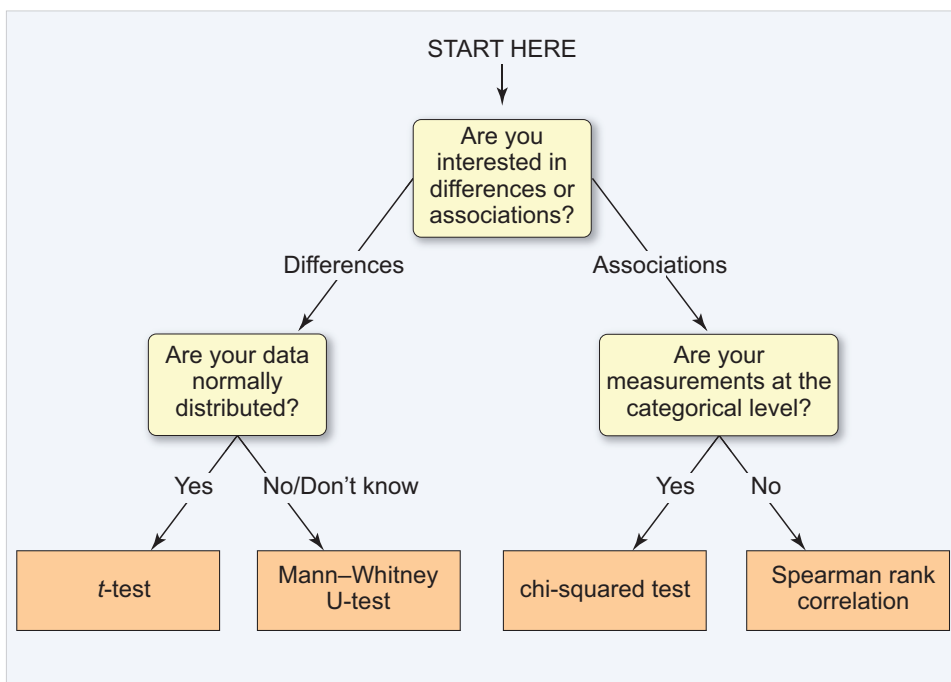 START HERE
Are you
interested in
differences or
associations?
Differences
Associations
Are your data
normally
distributed?
Are your
measurements at the
categorical level?
Yes
No/Don’t know
Yes
No
t-test
Mann–Whitney
U-test
chi-squared test
Spearman rank
correlation